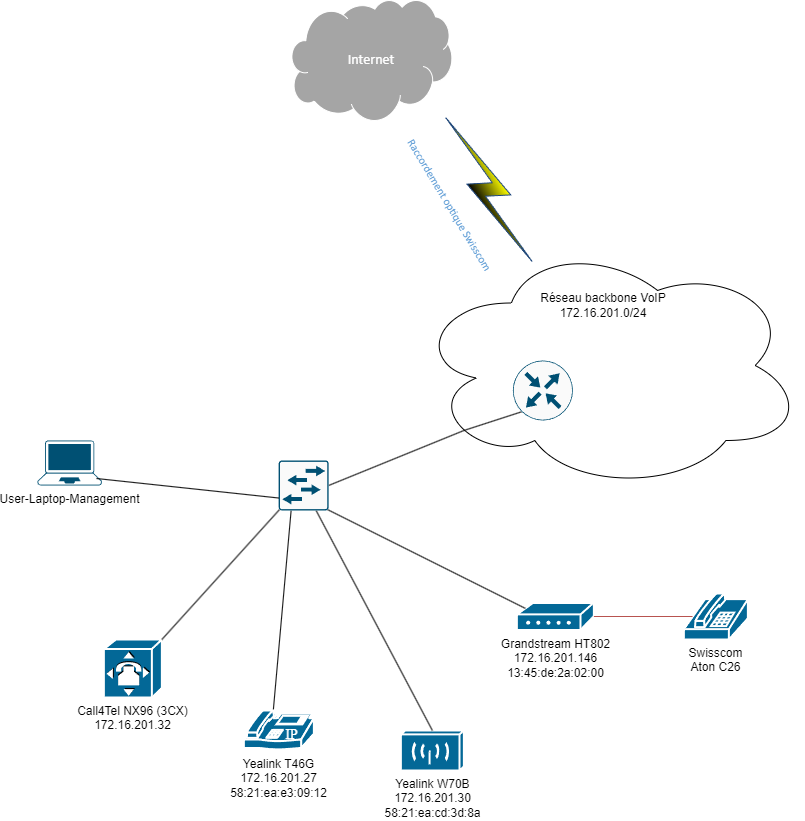 Internet
Raccordement optique Swisscom
Réseau backbone VoIP
172.16.201.0/24
User-Laptop-Management
Grandstream HT802
172.16.201.146
13:45:de:2a:02:00
Swisscom
Aton C26
Call4Tel NX96 (3CX)
172.16.201.32
IP
Yealink T46G
172.16.201.27
58:21:ea:e3:09:12
Yealink W70B
172.16.201.30
58:21:ea:cd:3d:8a